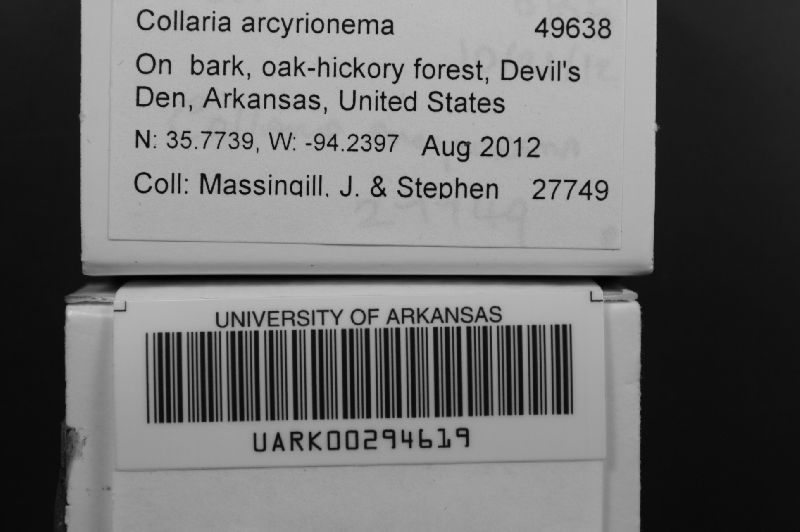 Collaria arcyrionema 49638
On bark, oak-hickory forest, Devil's
Den, Arkansas, United States
N: 35.7739, W: -94.2397 Aug 2012
Coll: Massingill, J. & Stephen 27749
UNIVERSITY OF ARKANSAS
UARK00294619